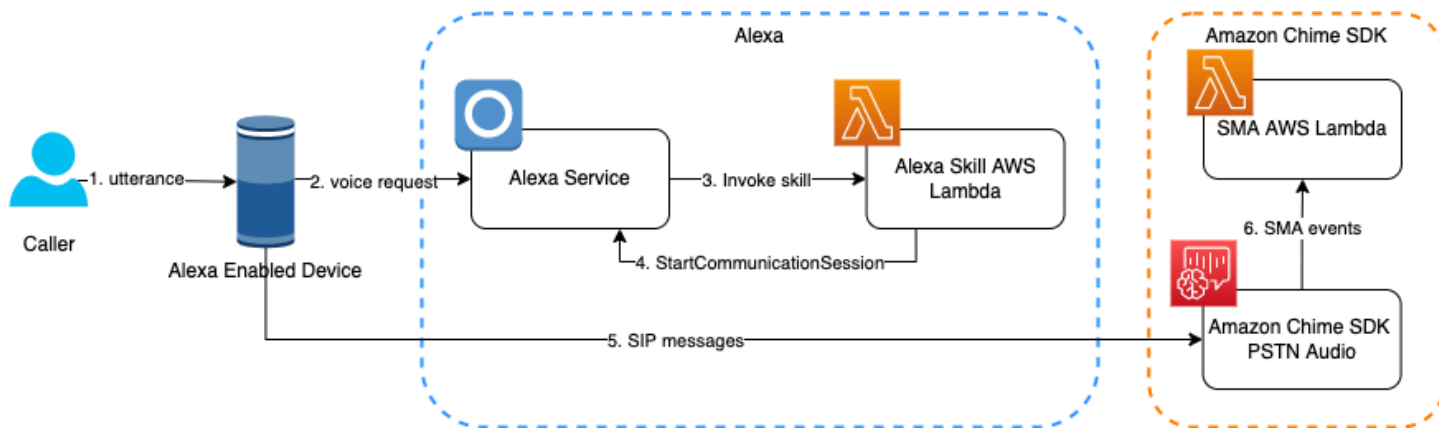 Alexa
Amazon Chime SDK
SMA AWS Lambda
1. utterance
2. voice request
Alexa Service
3. Invoke skill
Alexa Skill AWS
Lambda
Caller
Alexa Enabled Device
4. StartCommunicationSession
6. SMA events
5. SIP messages
Amazon Chime SDK
PSTN Audio